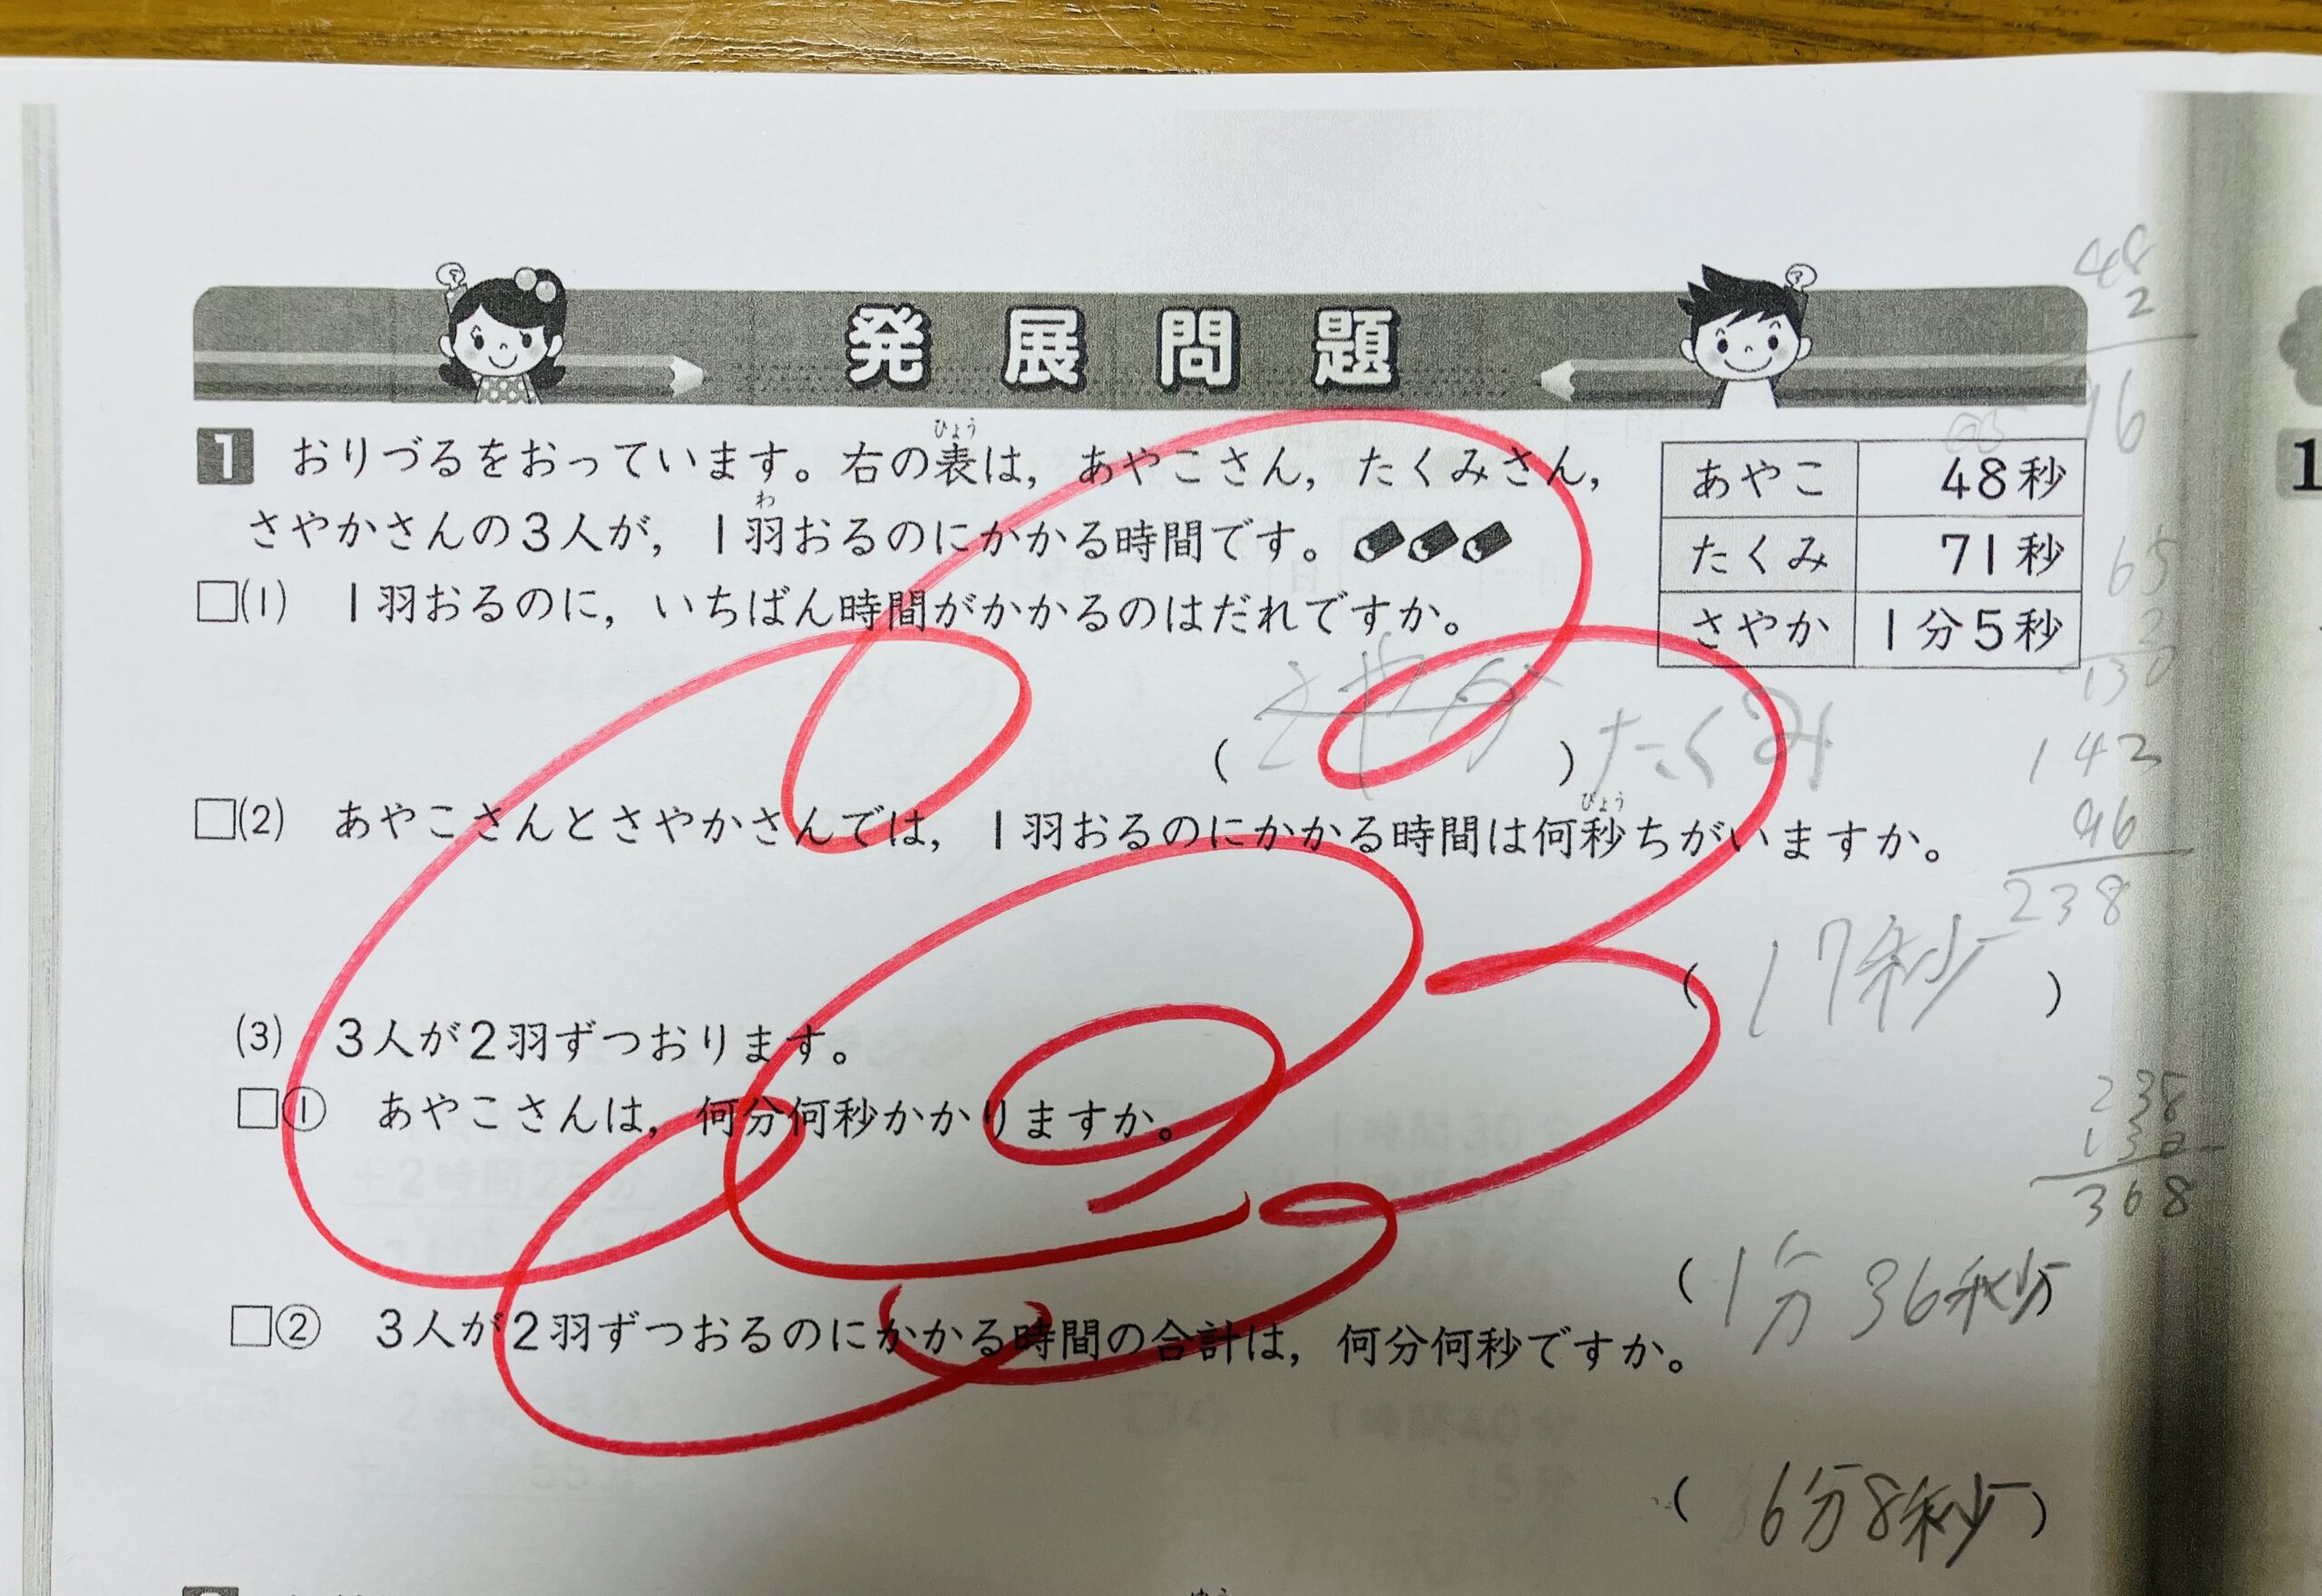 発展問題
1 おりづるをおっています。右の表は，あやこさん，たくみさん，
さやかさんの3人が，1羽おるのにかかる時間です。
ひょう
わ
あやこ 48秒
たくみ 71秒
さやか 1分5秒
□(1) 1羽おるのに，いちばん時間がかかるのはだれですか。
( ) たくみ
□(2) あやこさんとさやかさんでは，1羽おるのにかかる時間は何秒ちがいますか。
びょう
( 17秒 )
(3) 3人が2羽ずつおります。
□① あやこさんは，何分何秒かかりますか。
( 1分36秒
□② 3人が2羽ずつおるのにかかる時間の合計は，何分何秒ですか。
( 6分8秒 )
48
2
65
2
130
142
96
238
238
130
368
1